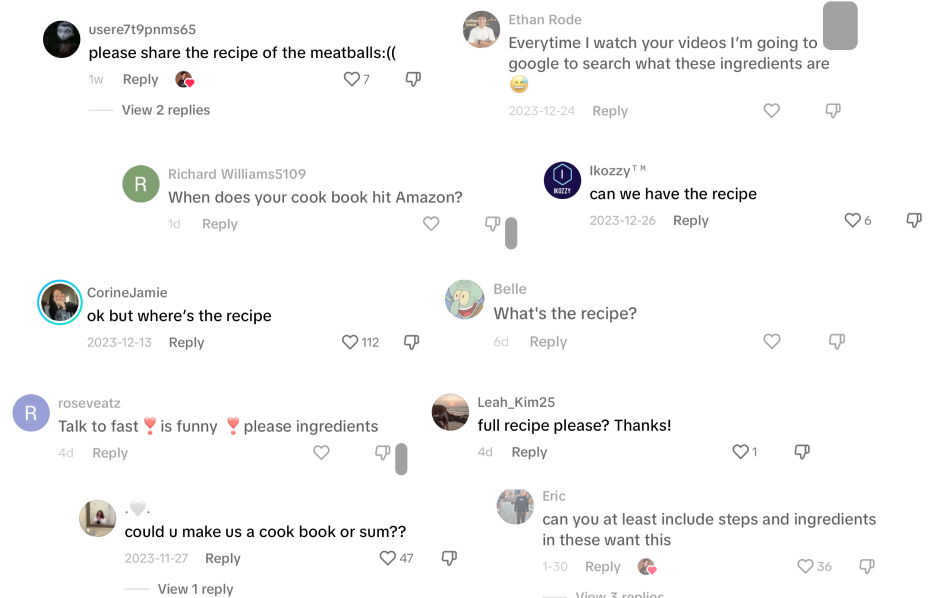 usere7t9pnms65
please share the recipe of the meatballs:((
1w Reply 7
View 2 replies
Ethan Rode
Everytime I watch your videos I’m going to
google to search what these ingredients are
😅
2023-12-24 Reply
R
Richard Williams5109
When does your cook book hit Amazon?
1d Reply
IKOZZY
Ikozzyᵀᴹ
can we have the recipe
2023-12-26 Reply 6
CorineJamie
ok but where’s the recipe
2023-12-13 Reply 112
Belle
What's the recipe?
6d Reply
R
roseveatz
Talk to fast❣️is funny ❣️please ingredients
4d Reply
Leah_Kim25
full recipe please? Thanks!
4d Reply 1
.🤍.
could u make us a cook book or sum??
2023-11-27 Reply 47
View 1 reply
Eric
can you at least include steps and ingredients
in these want this
1-30 Reply 36
View 3 replies